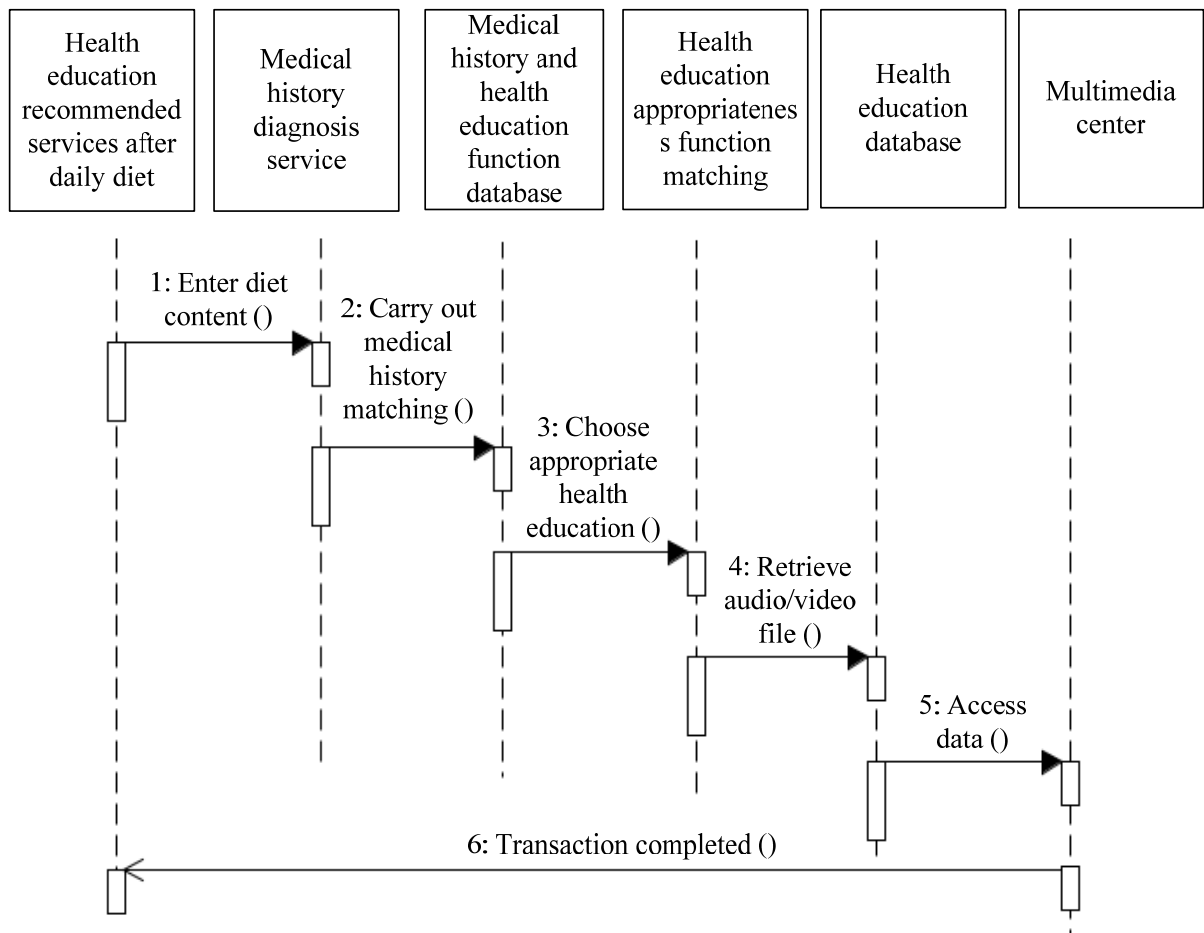 Health
education
recommended
services after
daily diet
Medical
history
diagnosis
service
Medical
history and
health
education
function
database
Health
education
appropriatenes
s function
matching
Health
education
database
Multimedia
center
1: Enter diet
content ()
2: Carry out
medical
history
matching ()
3: Choose
appropriate
health
education ()
4: Retrieve
audio/video
file ()
5: Access
data ()
6: Transaction completed ()